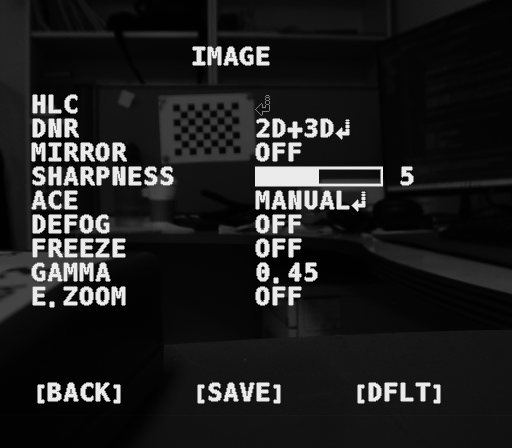 IMAGE
HLC
DNR 2D+3D↲
MIRROR OFF
SHARPNESS 5
ACE MANUAL↲
DEFOG OFF
FREEZE OFF
GAMMA 0.45
E.ZOOM OFF
[BACK] [SAVE] [DFLT]